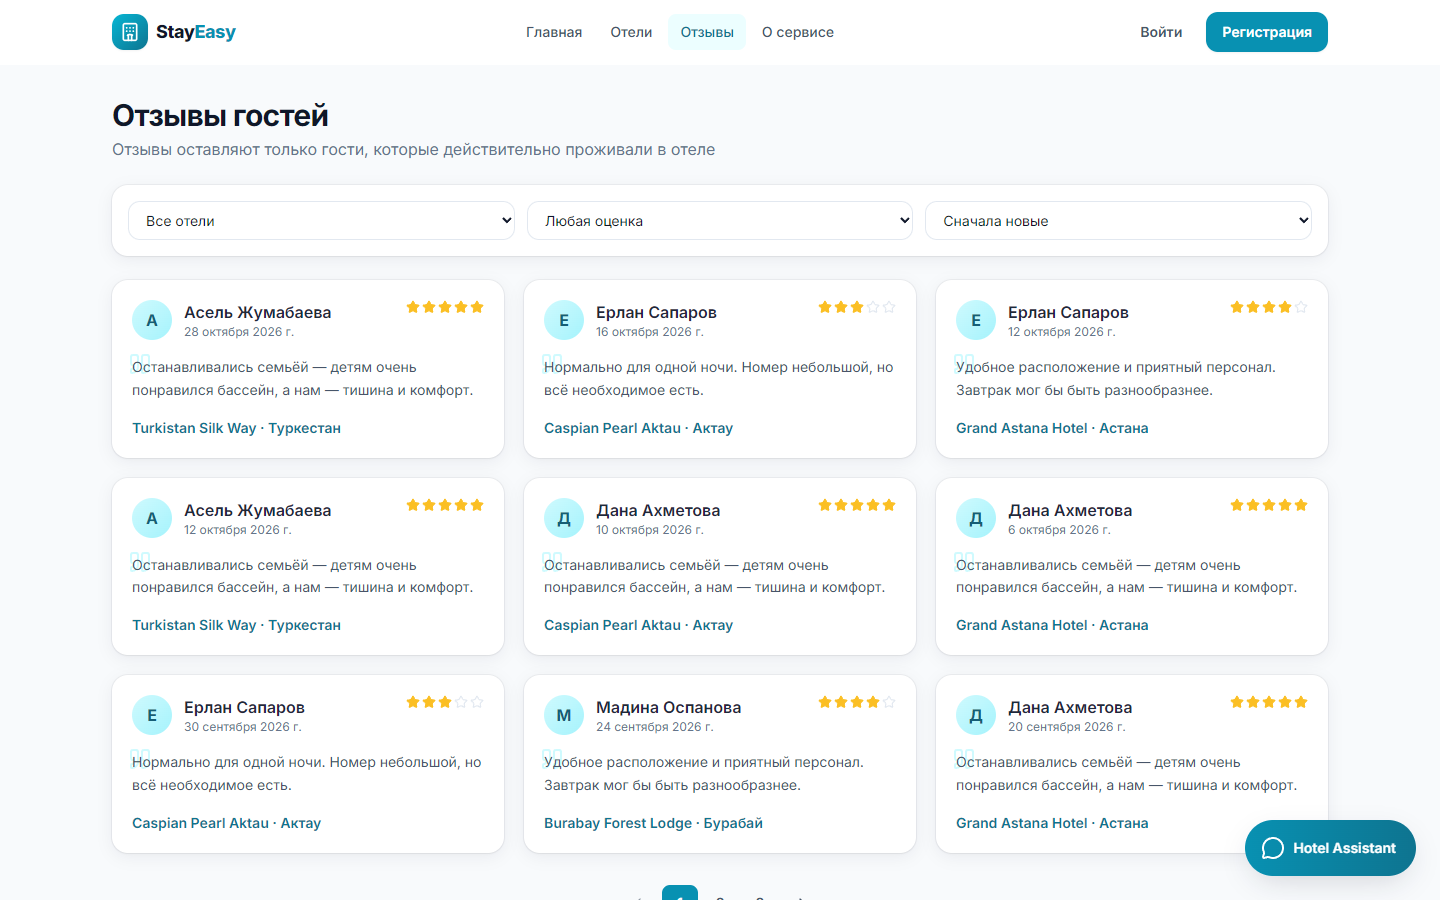 StayEasy
Главная
Отели
Отзывы
О сервисе
Войти
Регистрация
Отзывы гостей
Отзывы оставляют только гости, которые действительно проживали в отеле
Все отели
Любая оценка
Сначала новые
А
Асель Жумабаева
28 октября 2026 г.
Останавливались семьёй — детям очень
понравился бассейн, а нам — тишина и комфорт.
Turkistan Silk Way · Туркестан
Е
Ерлан Сапаров
16 октября 2026 г.
Нормально для одной ночи. Номер небольшой, но
всё необходимое есть.
Caspian Pearl Aktau · Актау
Е
Ерлан Сапаров
12 октября 2026 г.
Удобное расположение и приятный персонал.
Завтрак мог бы быть разнообразнее.
Grand Astana Hotel · Астана
А
Асель Жумабаева
12 октября 2026 г.
Останавливались семьёй — детям очень
понравился бассейн, а нам — тишина и комфорт.
Turkistan Silk Way · Туркестан
Д
Дана Ахметова
10 октября 2026 г.
Останавливались семьёй — детям очень
понравился бассейн, а нам — тишина и комфорт.
Caspian Pearl Aktau · Актау
Д
Дана Ахметова
6 октября 2026 г.
Останавливались семьёй — детям очень
понравился бассейн, а нам — тишина и комфорт.
Grand Astana Hotel · Астана
Е
Ерлан Сапаров
30 сентября 2026 г.
Нормально для одной ночи. Номер небольшой, но
всё необходимое есть.
Caspian Pearl Aktau · Актау
М
Мадина Оспанова
24 сентября 2026 г.
Удобное расположение и приятный персонал.
Завтрак мог бы быть разнообразнее.
Burabay Forest Lodge · Бурабай
Д
Дана Ахметова
20 сентября 2026 г.
Останавливались семьёй — детям очень
понравился бассейн, а нам — тишина и комфорт.
Grand Astana Hotel · Астана
Hotel Assistant